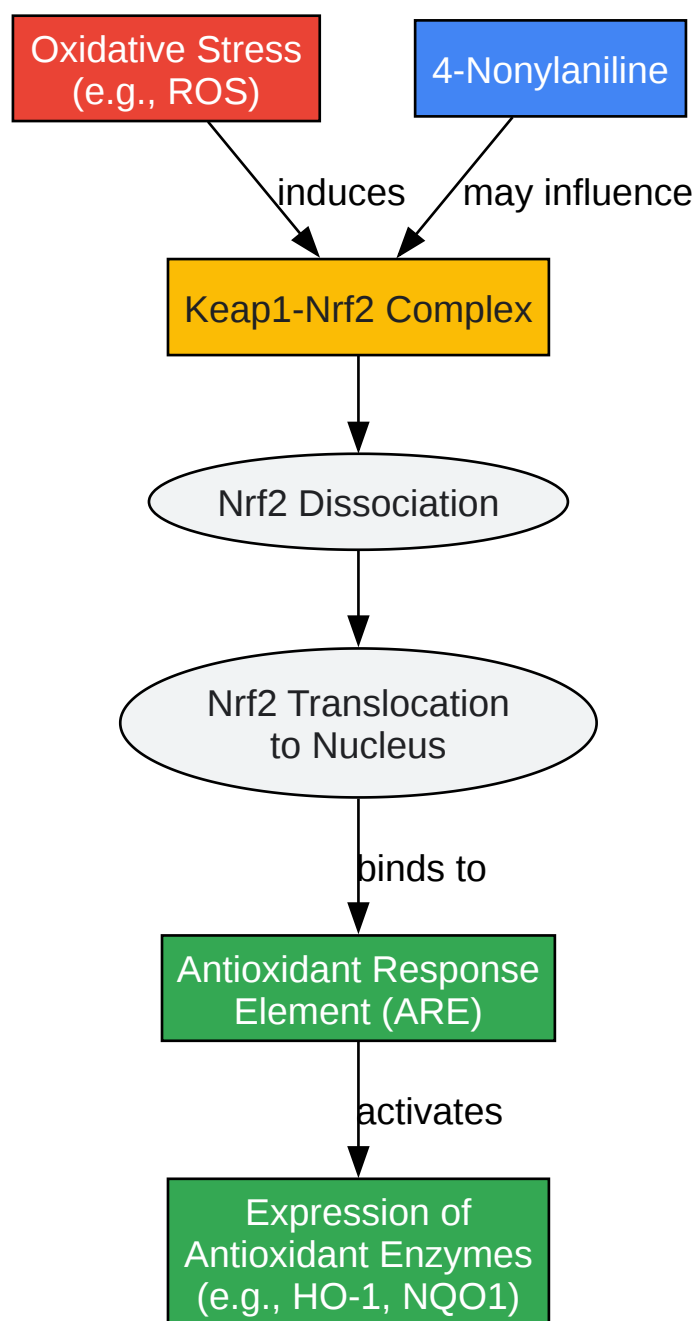 Oxidative Stress
(e.g., ROS)
4-Nonylaniline
induces
may influence
Keap1-Nrf2 Complex
Nrf2 Dissociation
Nrf2 Translocation
to Nucleus
binds to
Antioxidant Response
Element (ARE)
activates
Expression of
Antioxidant Enzymes
(e.g., HO-1, NQO1)